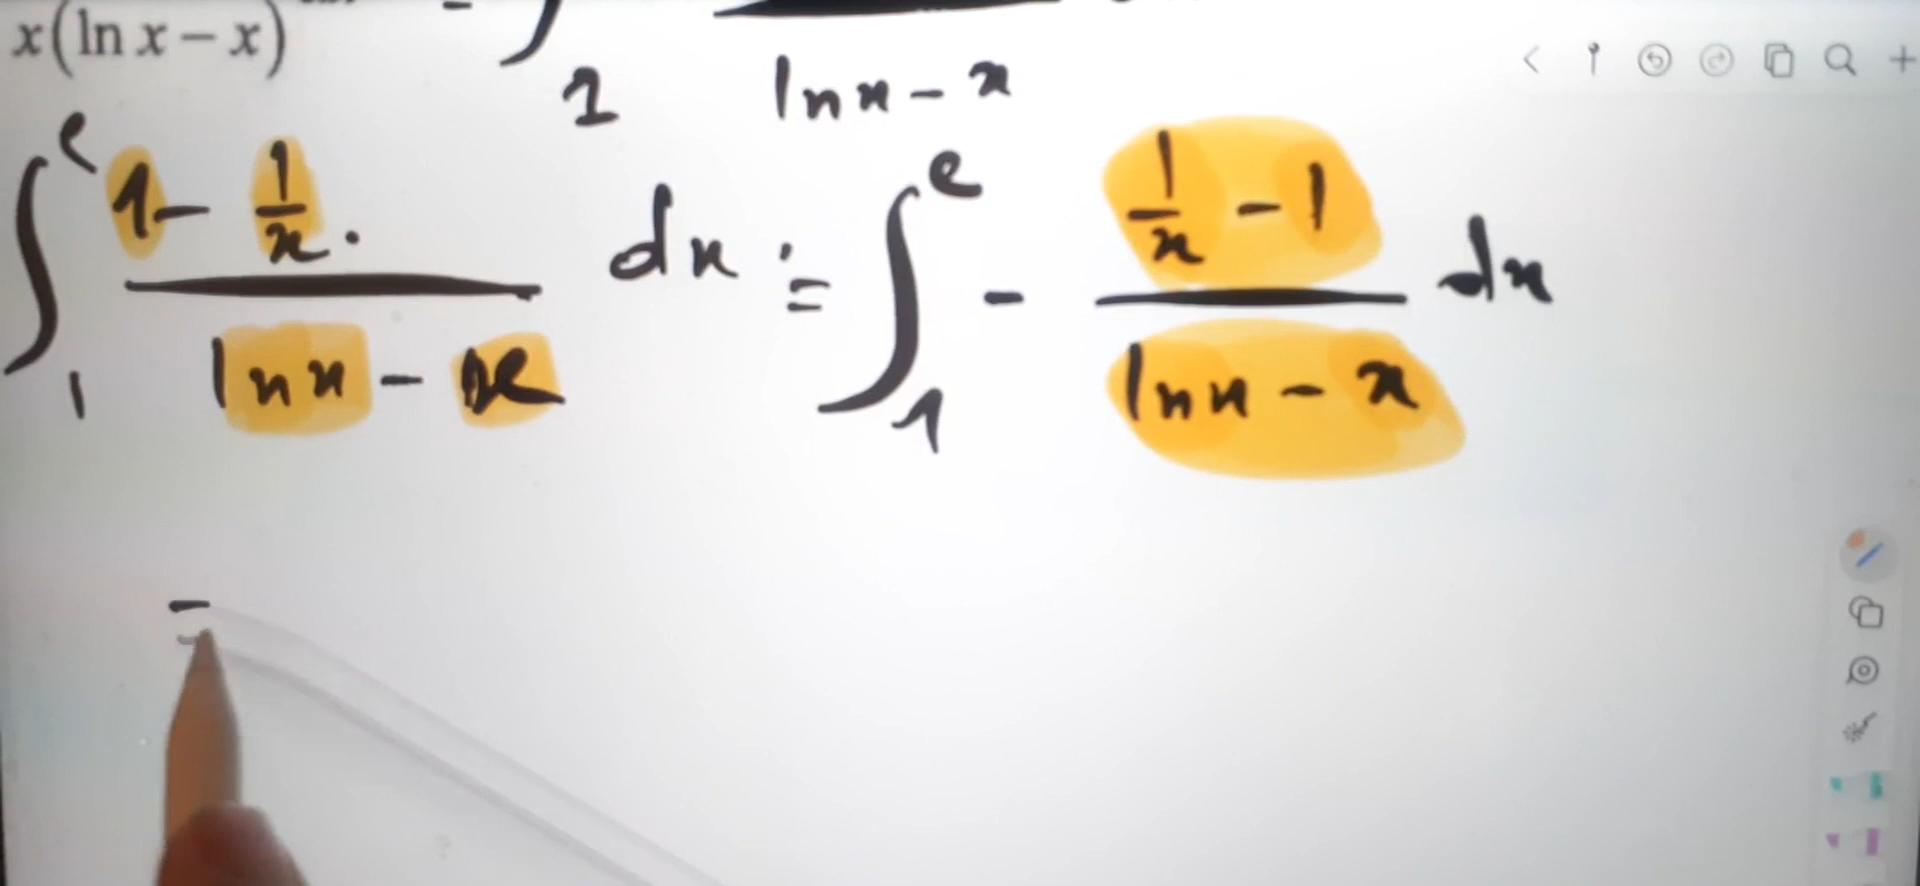 x(ln x − x) = ∫ 1 ln x − x
∫₁ᵉ (1 − 1/x.)/(ln x − x) dx = ∫₁ᵉ − (1/x − 1)/(ln x − x) dx
=